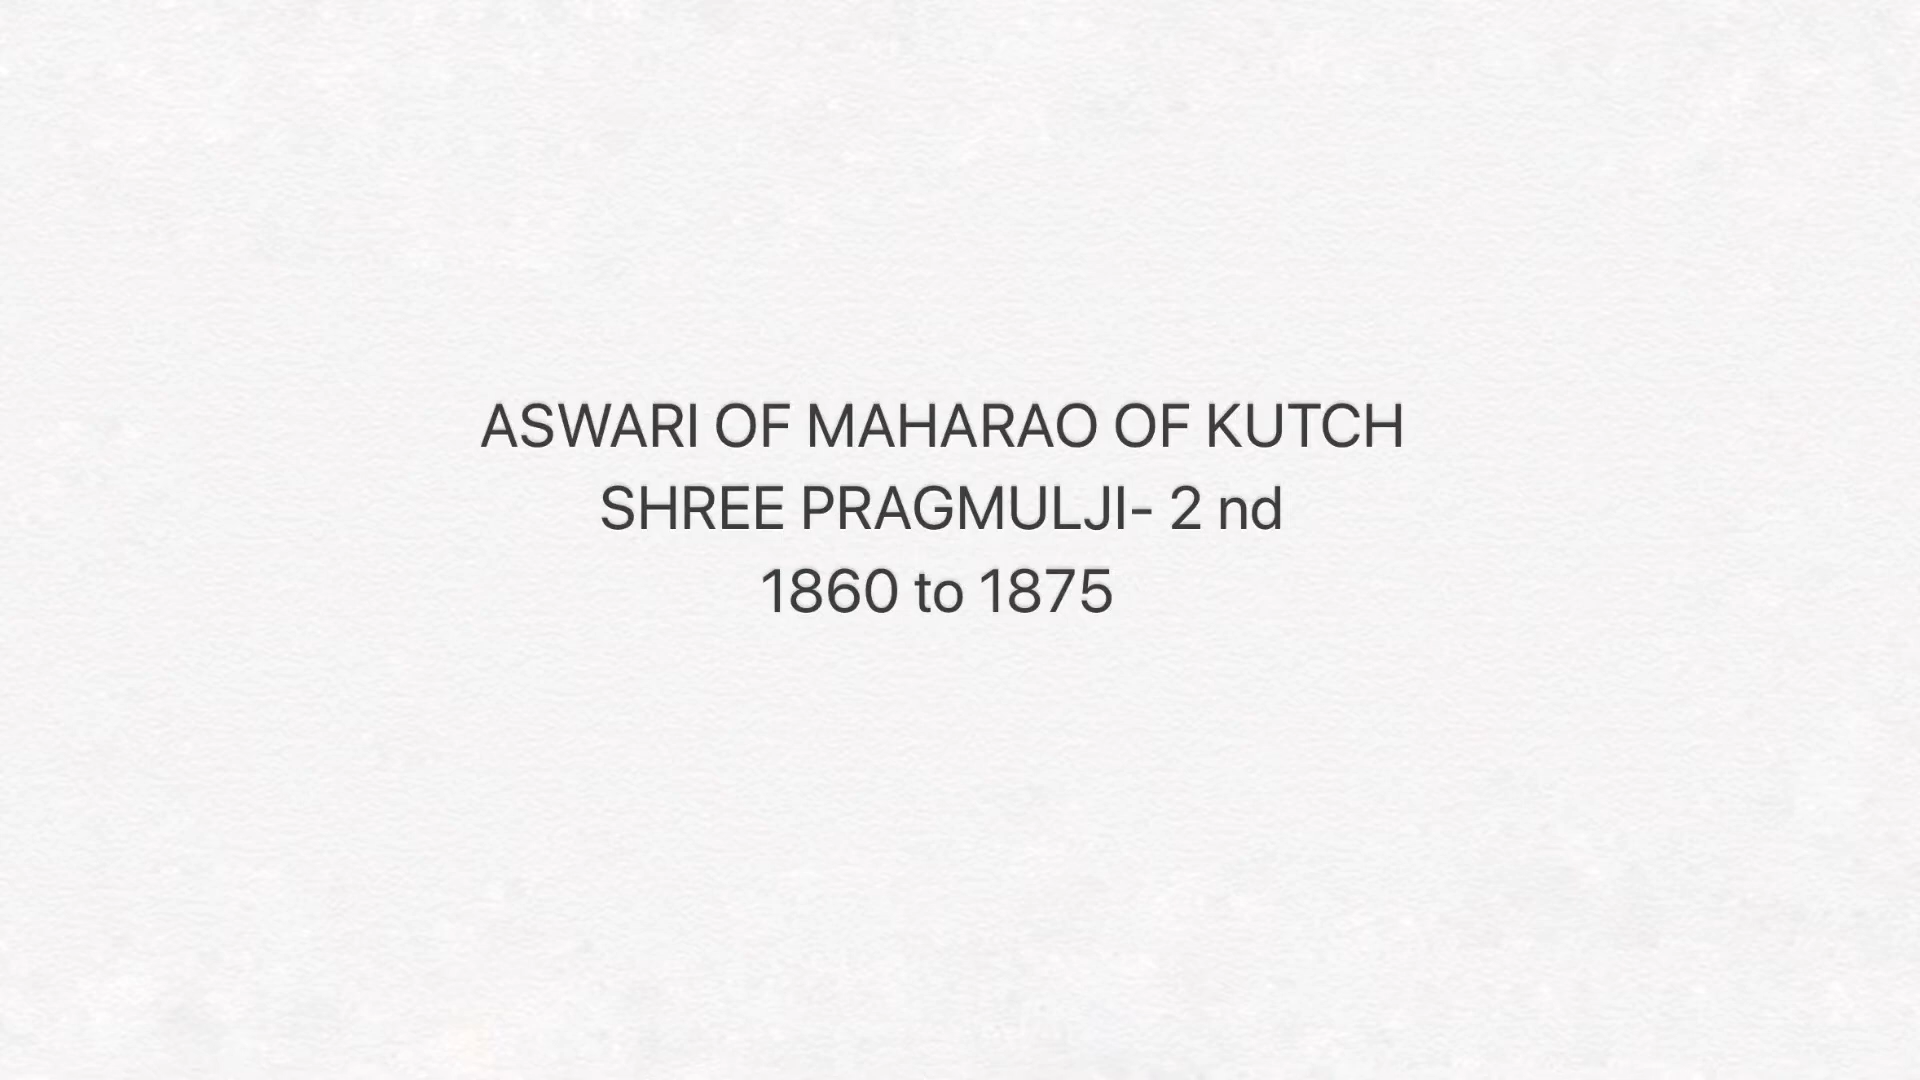 ASWARI OF MAHARAO OF KUTCH
SHREE PRAGMULJI- 2 nd
1860 to 1875